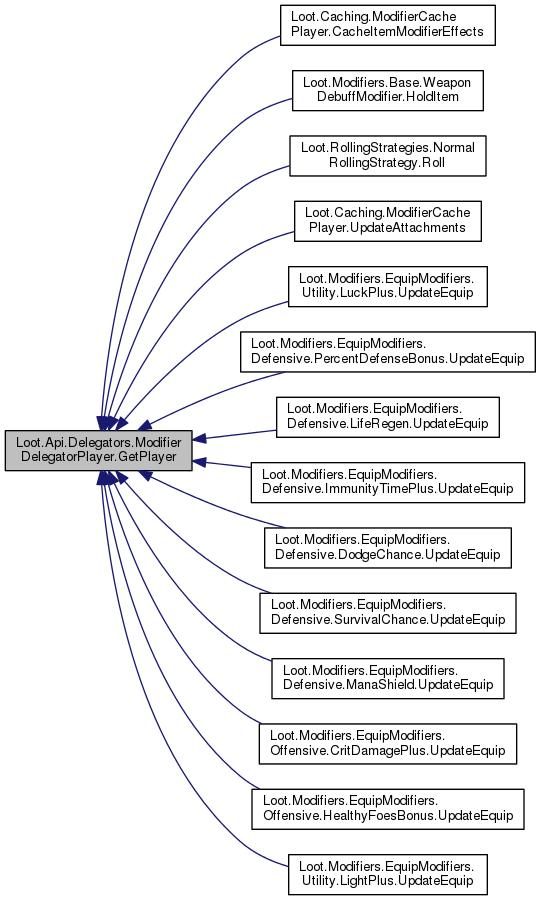 Loot.Caching.ModifierCache
Player.CacheItemModifierEffects
Loot.Modifiers.Base.Weapon
DebuffModifier.HoldItem
Loot.RollingStrategies.Normal
RollingStrategy.Roll
Loot.Caching.ModifierCache
Player.UpdateAttachments
Loot.Modifiers.EquipModifiers.
Utility.LuckPlus.UpdateEquip
Loot.Modifiers.EquipModifiers.
Defensive.PercentDefenseBonus.UpdateEquip
Loot.Modifiers.EquipModifiers.
Defensive.LifeRegen.UpdateEquip
Loot.Api.Delegators.Modifier
DelegatorPlayer.GetPlayer
Loot.Modifiers.EquipModifiers.
Defensive.ImmunityTimePlus.UpdateEquip
Loot.Modifiers.EquipModifiers.
Defensive.DodgeChance.UpdateEquip
Loot.Modifiers.EquipModifiers.
Defensive.SurvivalChance.UpdateEquip
Loot.Modifiers.EquipModifiers.
Defensive.ManaShield.UpdateEquip
Loot.Modifiers.EquipModifiers.
Offensive.CritDamagePlus.UpdateEquip
Loot.Modifiers.EquipModifiers.
Offensive.HealthyFoesBonus.UpdateEquip
Loot.Modifiers.EquipModifiers.
Utility.LightPlus.UpdateEquip